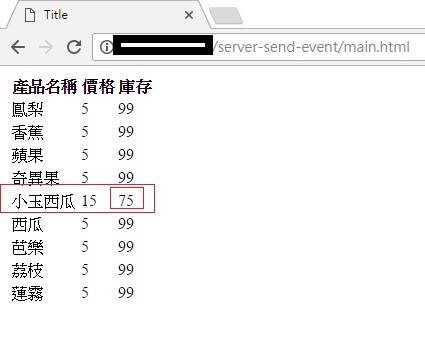 Title
/server-send-event/main.html
產品名稱 價格 庫存
鳳梨 5 99
香蕉 5 99
蘋果 5 99
奇異果 5 99
小玉西瓜 15 75
西瓜 5 99
芭樂 5 99
荔枝 5 99
蓮霧 5 99